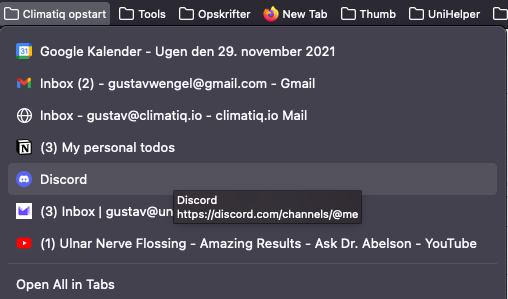 Climatiq opstart Tools Opskrifter New Tab Thumb UniHelper
Google Kalender - Ugen den 29. november 2021
Inbox (2) - gustavwengel@gmail.com - Gmail
Inbox - gustav@climatiq.io - climatiq.io Mail
(3) My personal todos
Discord
Discord
https://discord.com/channels/@me
(3) Inbox | gustav@un
(1) Ulnar Nerve Flossing - Amazing Results - Ask Dr. Abelson - YouTube
Open All in Tabs